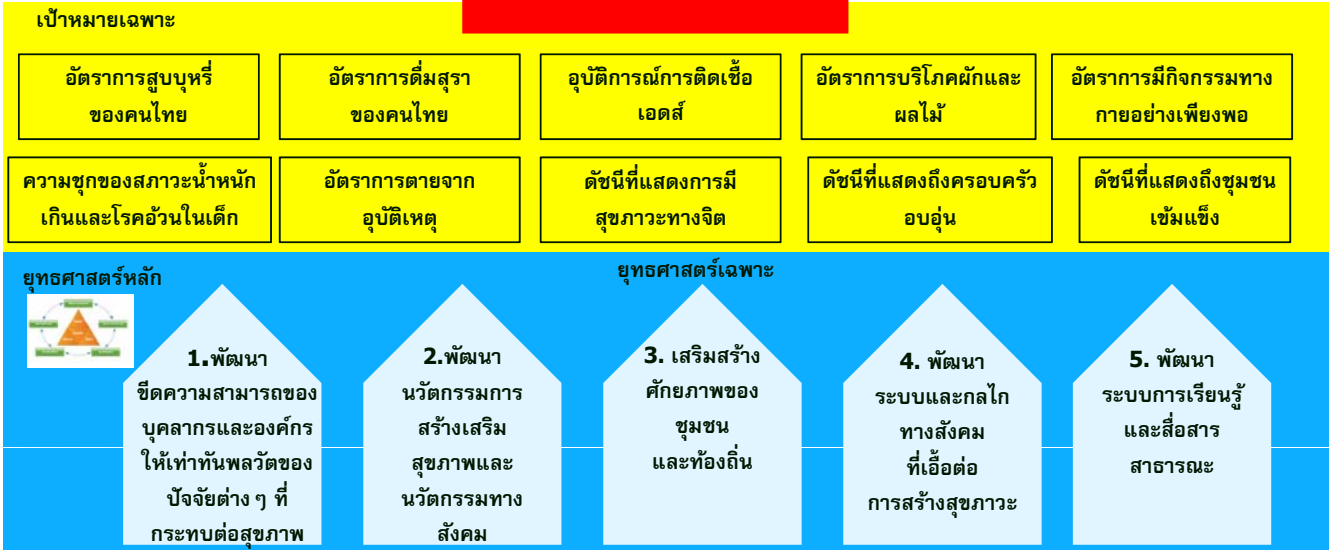 เป้าหมายเฉพาะ
อัตราการสูบบุหรี่
ของคนไทย
อัตราการดื่มสุรา
ของคนไทย
อุบัติการณ์การติดเชื้อ
เอดส์
อัตราการบริโภคผักและ
ผลไม้
อัตราการมีกิจกรรมทาง
กายอย่างเพียงพอ
ความชุกของสภาวะน้ำหนัก
เกินและโรคอ้วนในเด็ก
อัตราการตายจาก
อุบัติเหตุ
ดัชนีที่แสดงการมี
สุขภาวะทางจิต
ดัชนีที่แสดงถึงครอบครัว
อบอุ่น
ดัชนีที่แสดงถึงชุมชน
เข้มแข็ง
ยุทธศาสตร์หลัก
ยุทธศาสตร์เฉพาะ
1.พัฒนา
ขีดความสามารถของ
บุคลากรและองค์กร
ให้เท่าทันพลวัตของ
ปัจจัยต่าง ๆ ที่
กระทบต่อสุขภาพ
2.พัฒนา
นวัตกรรมการ
สร้างเสริม
สุขภาพและ
นวัตกรรมทาง
สังคม
3. เสริมสร้าง
ศักยภาพของ
ชุมชน
และท้องถิ่น
4. พัฒนา
ระบบและกลไก
ทางสังคม
ที่เอื้อต่อ
การสร้างสุขภาวะ
5. พัฒนา
ระบบการเรียนรู้
และสื่อสาร
สาธารณะ